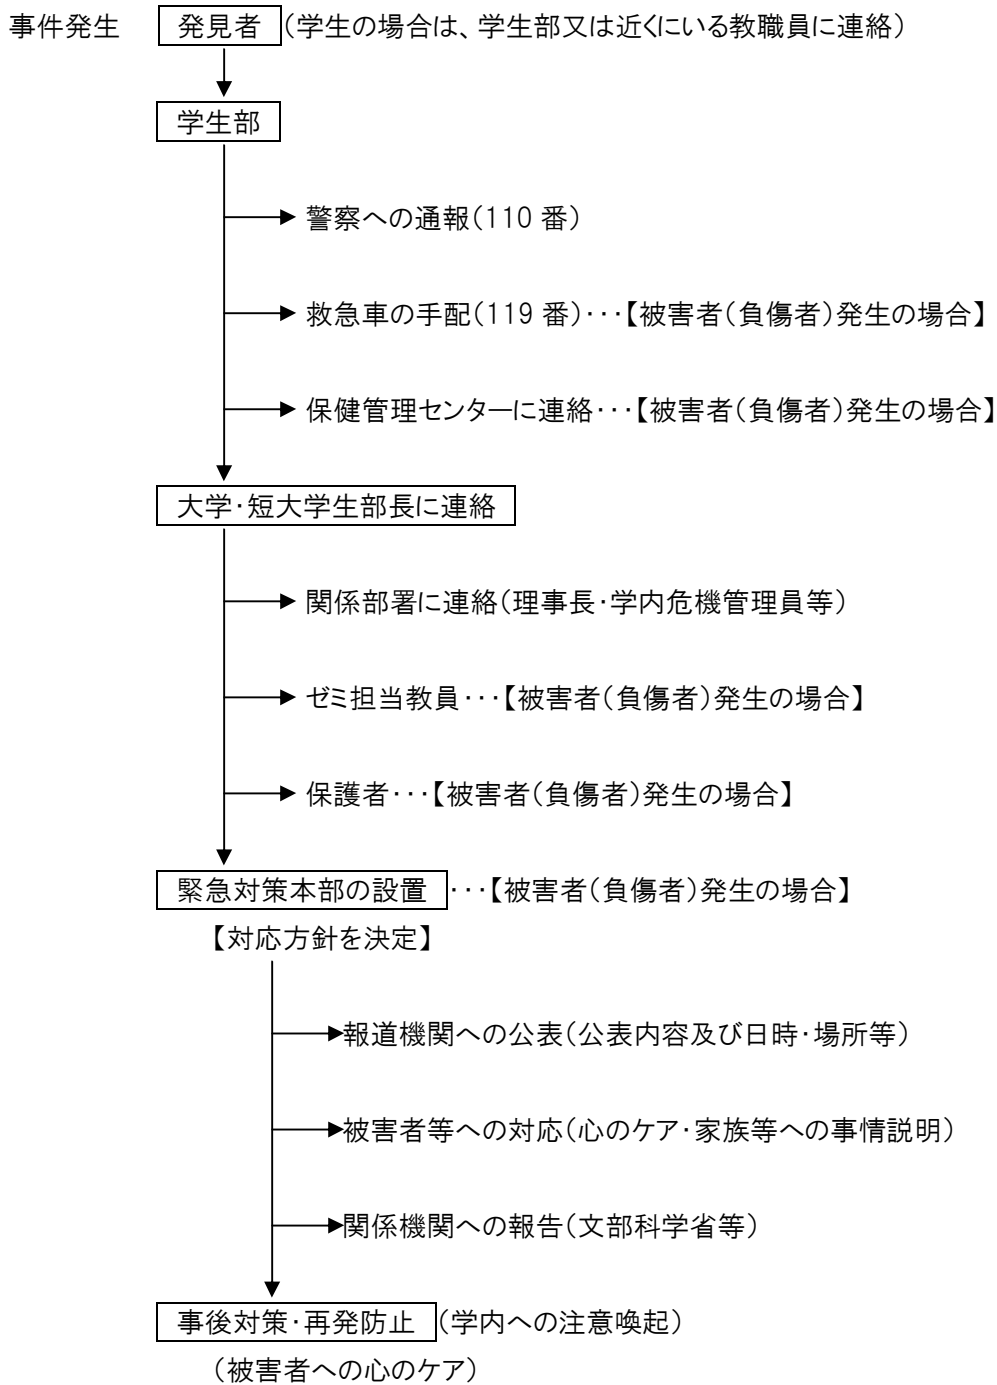 事件発生 発見者 （学生の場合は、学生部又は近くにいる教職員に連絡）
学生部
警察への通報（110 番）
救急車の手配（119 番）・・・【被害者（負傷者）発生の場合】
保健管理センターに連絡・・・【被害者（負傷者）発生の場合】
大学・短大学生部長に連絡
関係部署に連絡（理事長・学内危機管理員等）
ゼミ担当教員・・・【被害者（負傷者）発生の場合】
保護者・・・【被害者（負傷者）発生の場合】
緊急対策本部の設置 ・・・【被害者（負傷者）発生の場合】
【対応方針を決定】
報道機関への公表（公表内容及び日時・場所等）
被害者等への対応（心のケア・家族等への事情説明）
関係機関への報告（文部科学省等）
事後対策・再発防止 （学内への注意喚起）
（被害者への心のケア）